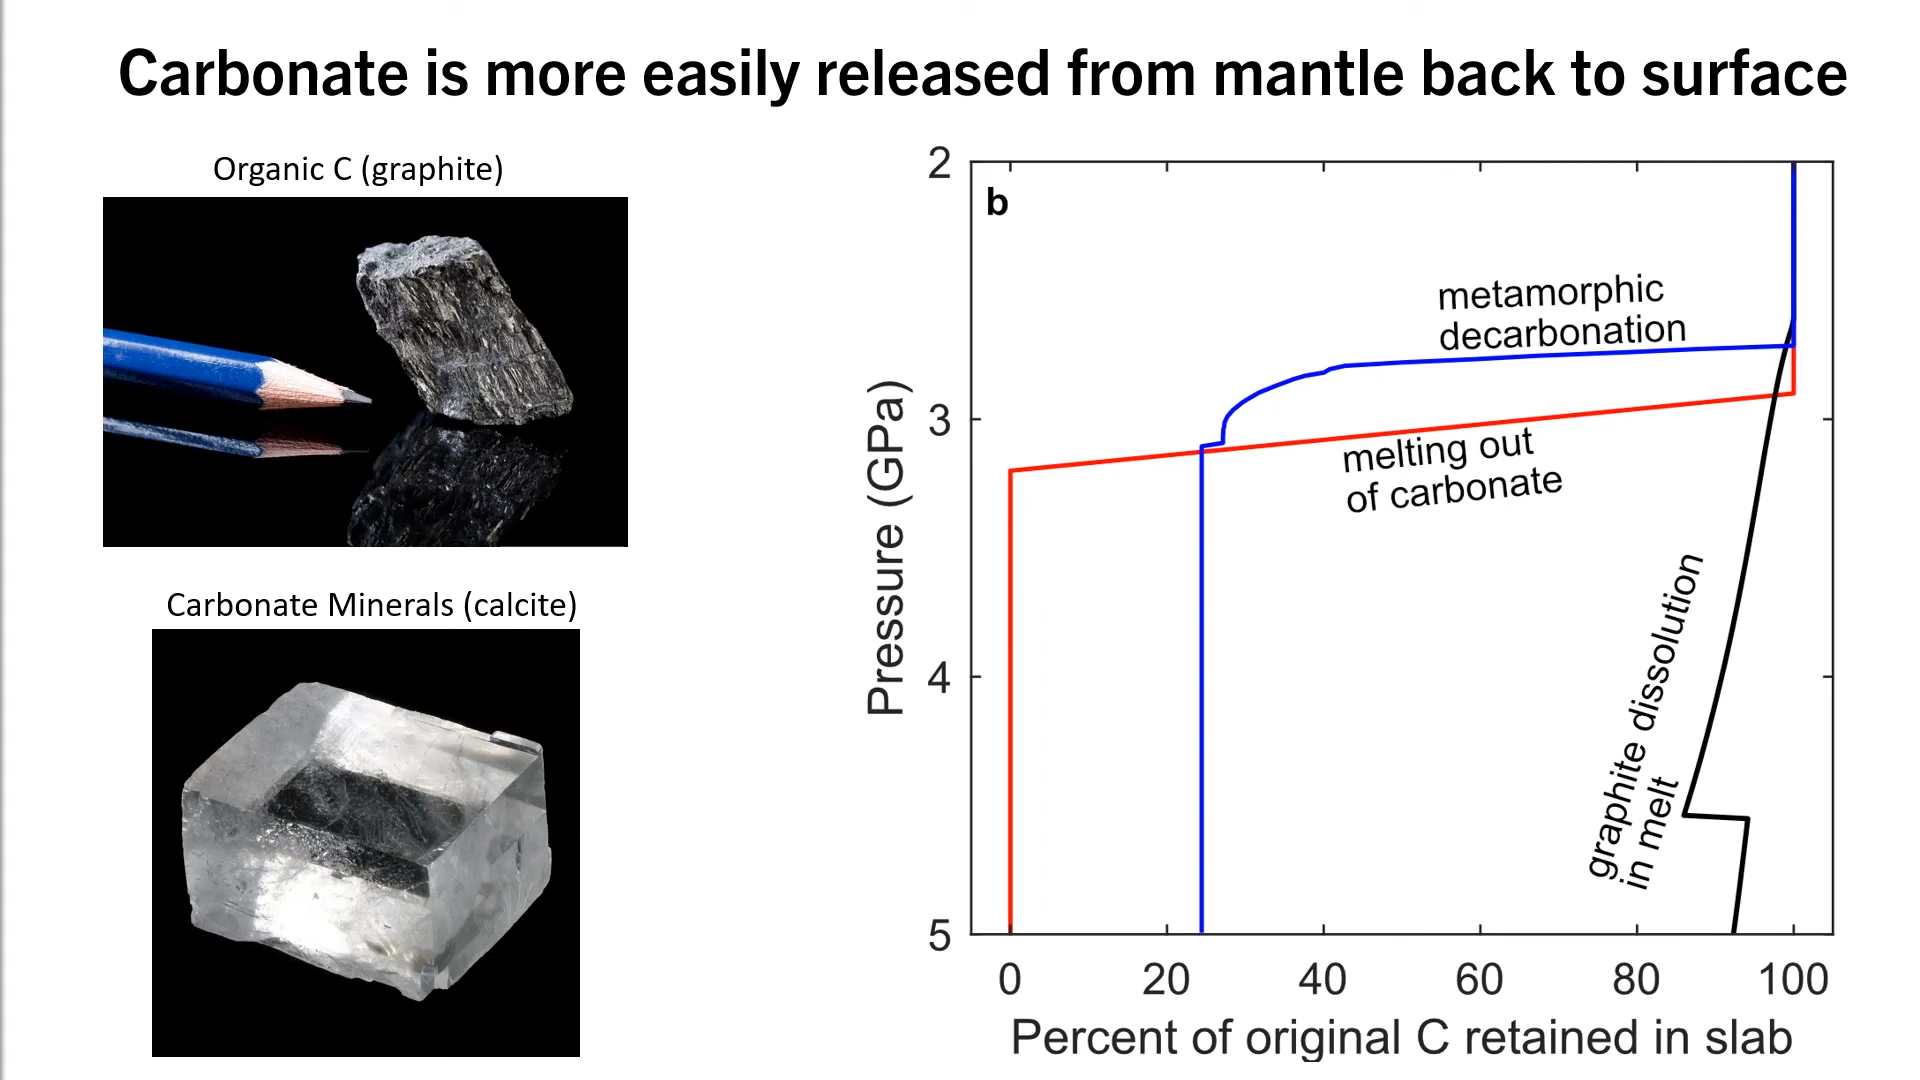 Carbonate is more easily released from mantle back to surface
Organic C (graphite)
Carbonate Minerals (calcite)
b
2
3
4
5
Pressure (GPa)
metamorphic
decarbonation
melting out
of carbonate
graphite dissolution
in melt
0 20 40 60 80 100
Percent of original C retained in slab